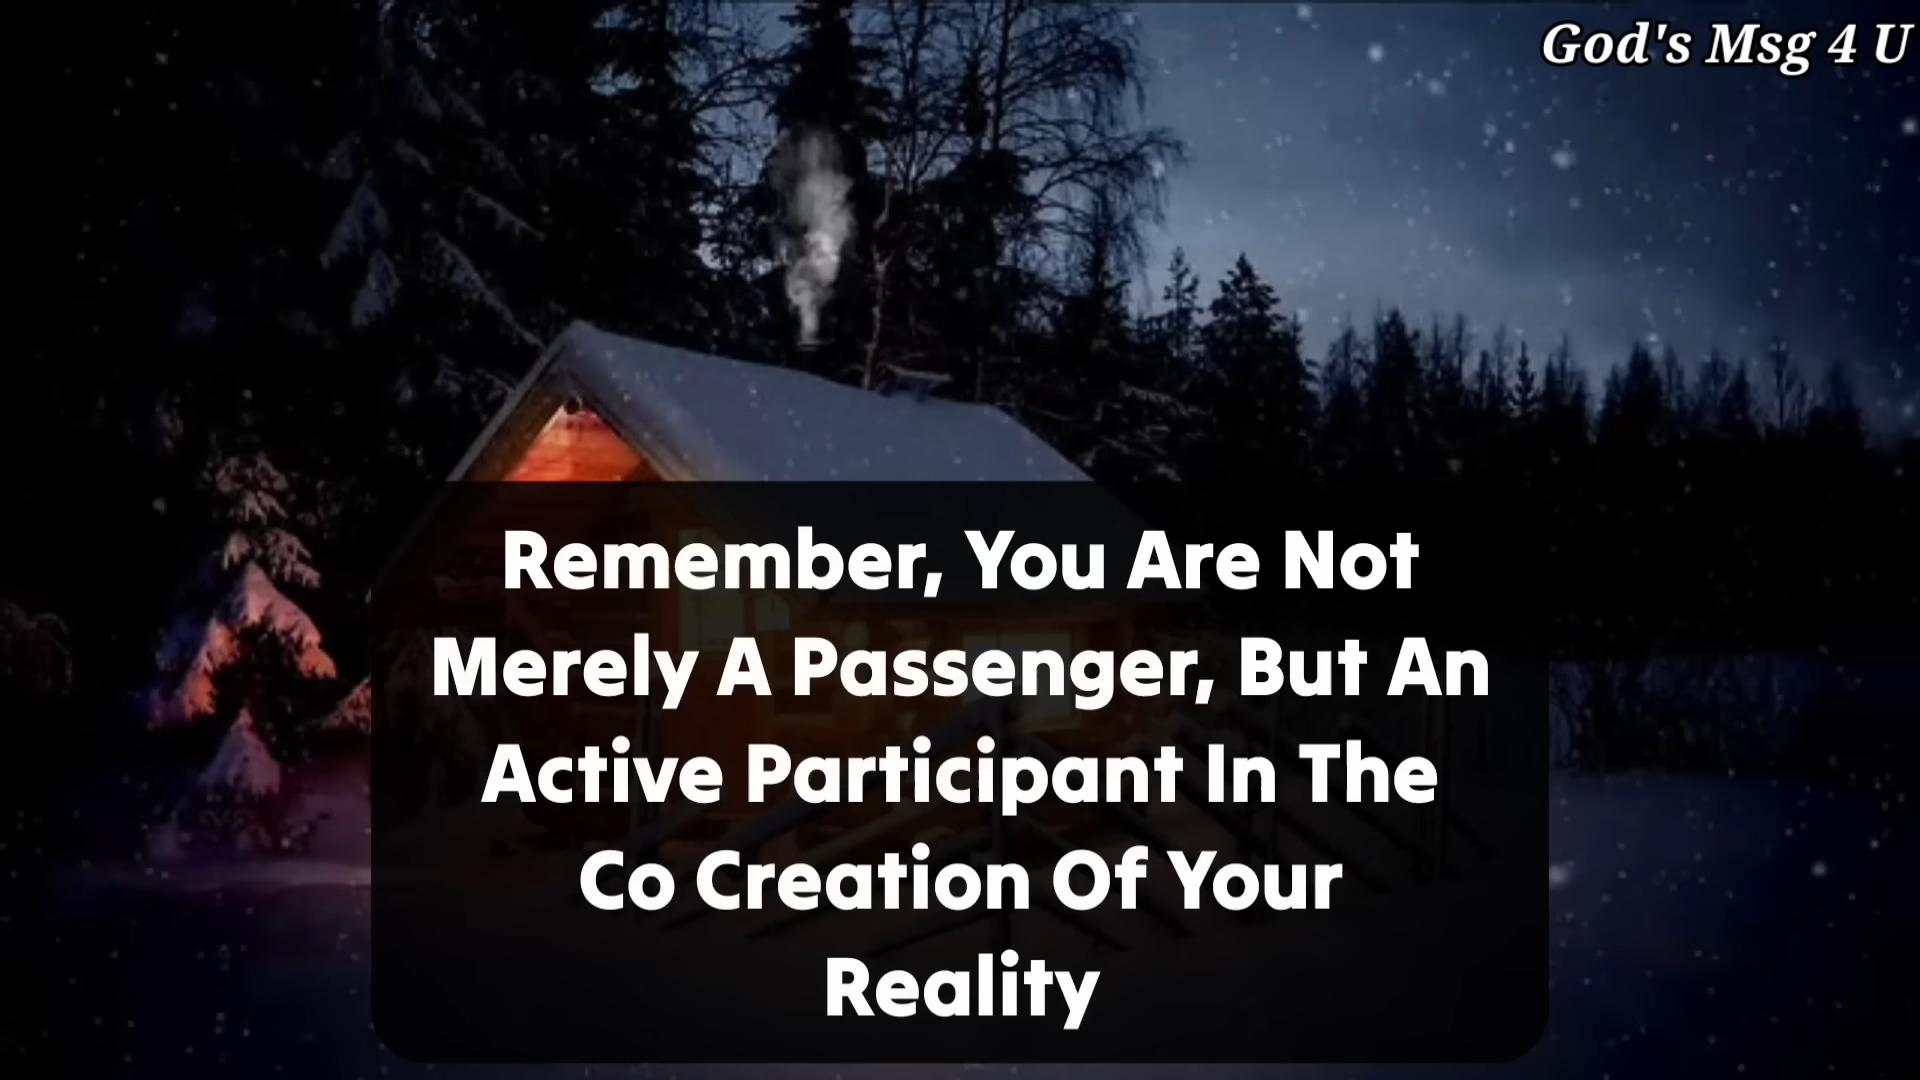 God's Msg 4 U
Remember, You Are Not
Merely A Passenger, But An
Active Participant In The
Co Creation Of Your
Reality